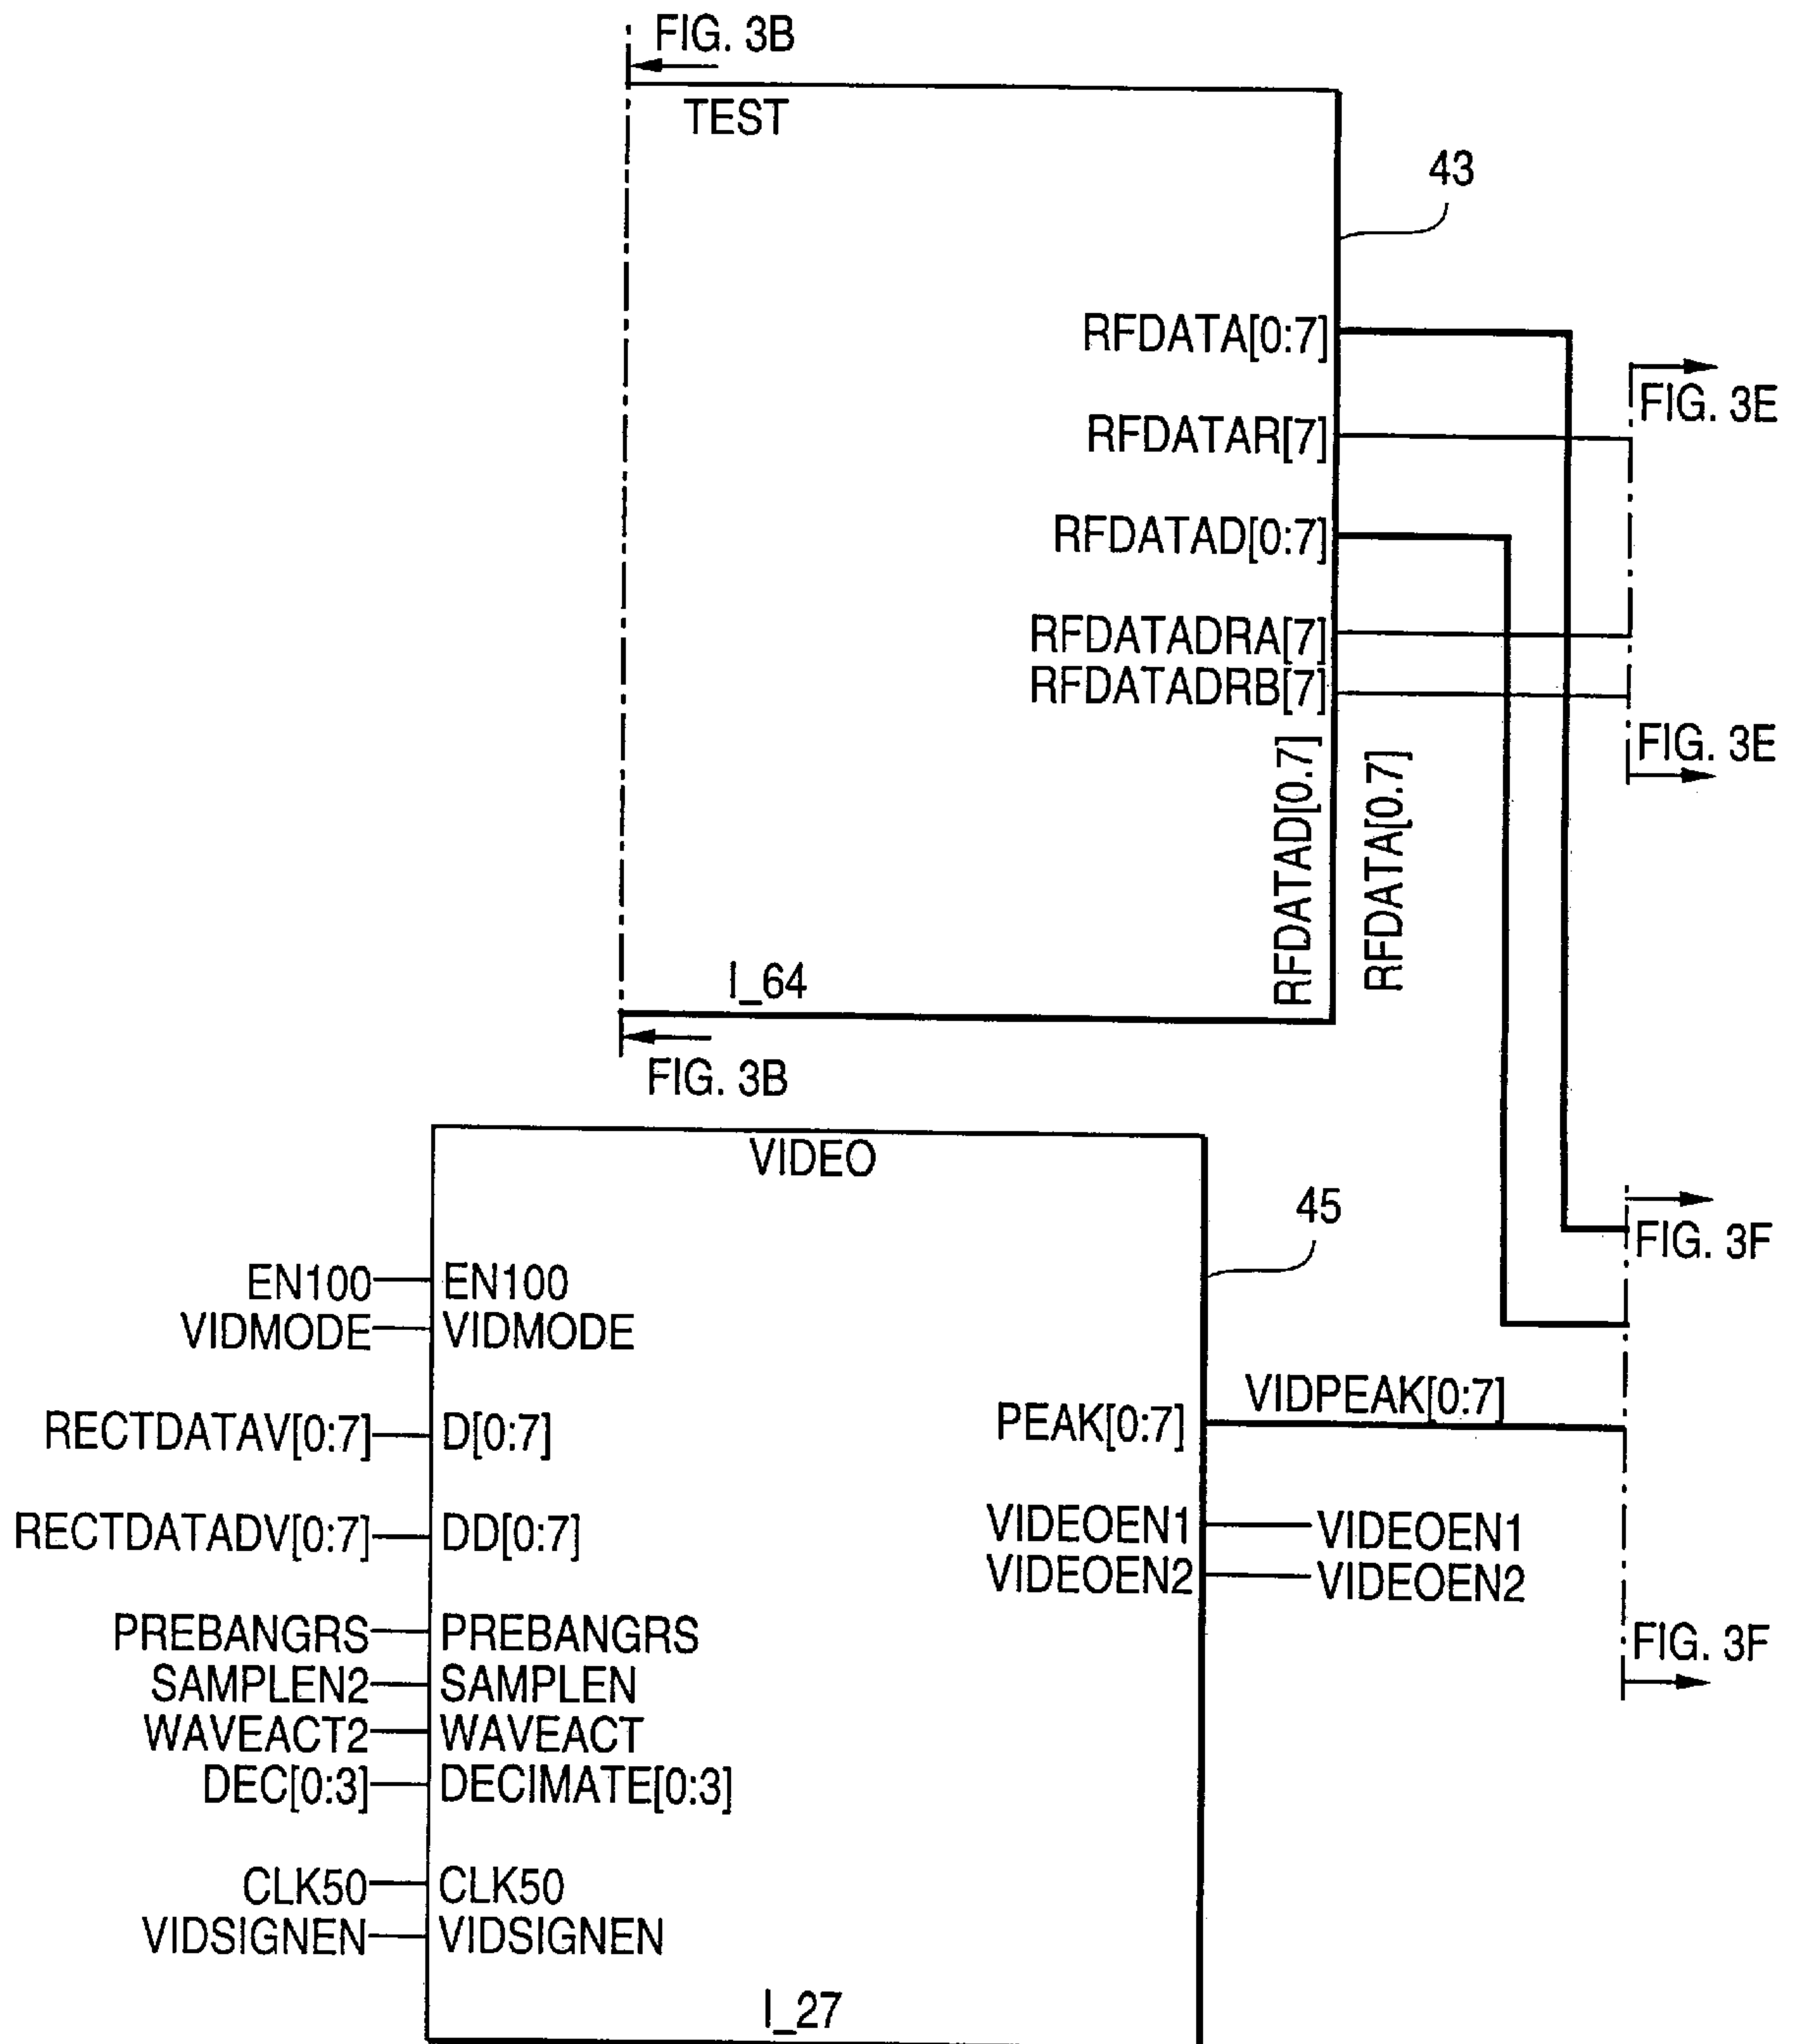 FIG. 3B
TEST
43
RFDATA[0:7]
FIG. 3E
RFDATAR[7]
RFDATAD[0:7]
RFDATADRA[7]
RFDATADRB[7]
FIG. 3E
RFDATAD[0.7]
RFDATA[0.7]
I_64
FIG. 3B
VIDEO
45
FIG. 3F
EN100 EN100
VIDMODE VIDMODE
RECTDATAV[0:7] D[0:7]
PEAK[0:7] VIDPEAK[0:7]
RECTDATADV[0:7] DD[0:7]
VIDEOEN1 VIDEOEN1
VIDEOEN2 VIDEOEN2
PREBANGRS PREBANGRS
FIG. 3F
SAMPLEN2 SAMPLEN
WAVEACT2 WAVEACT
DEC[0:3] DECIMATE[0:3]
CLK50 CLK50
VIDSIGNEN VIDSIGNEN
I_27